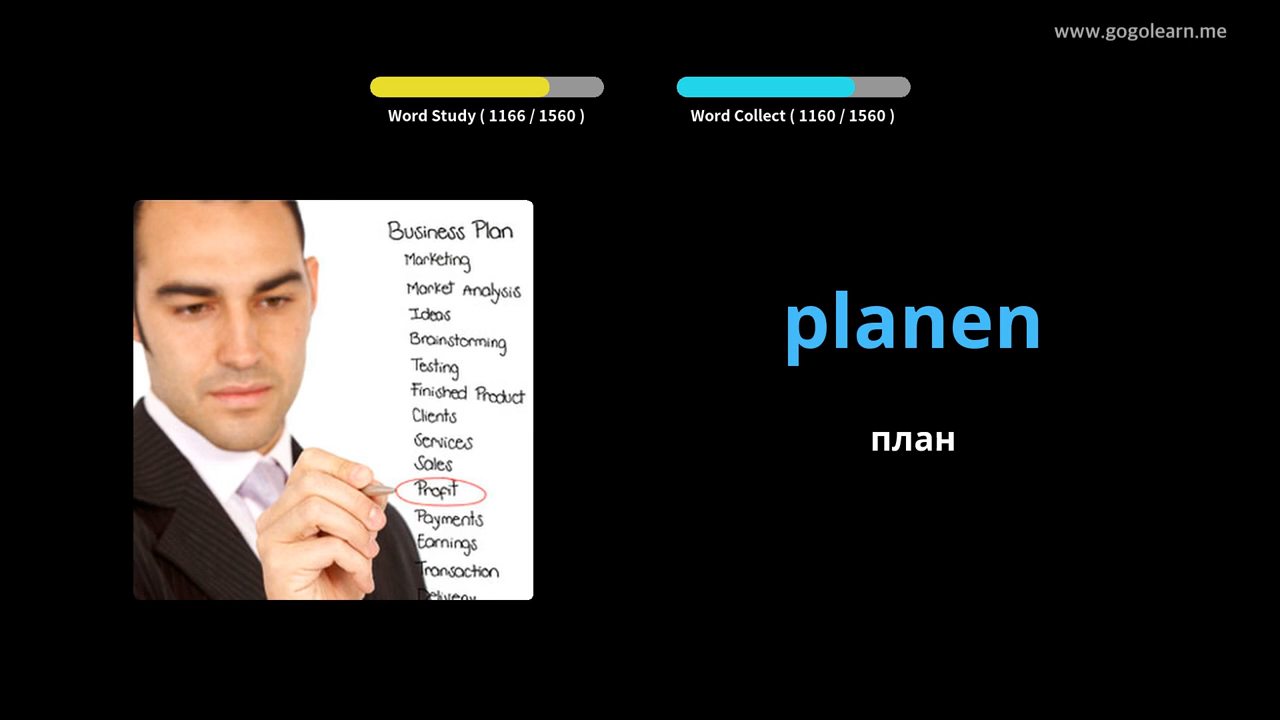 www.gogolearn.me
Word Study ( 1166 / 1560 )
Word Collect ( 1160 / 1560 )
Business Plan
Marketing
Market Analysis
Ideas
Brainstorming
Testing
Finished Product
Clients
Services
Sales
Profit
Payments
Earnings
Transaction
Delivery
planen
план